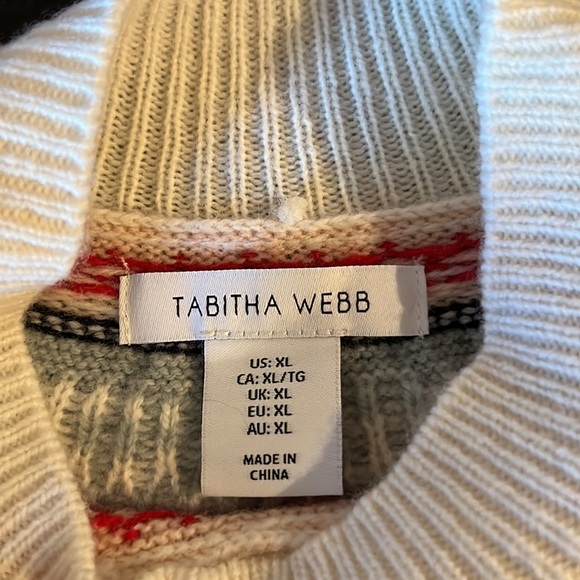 TABITHA WEBB
US: XL
CA: XL/TG
UK: XL
EU: XL
AU: XL
MADE IN
CHINA